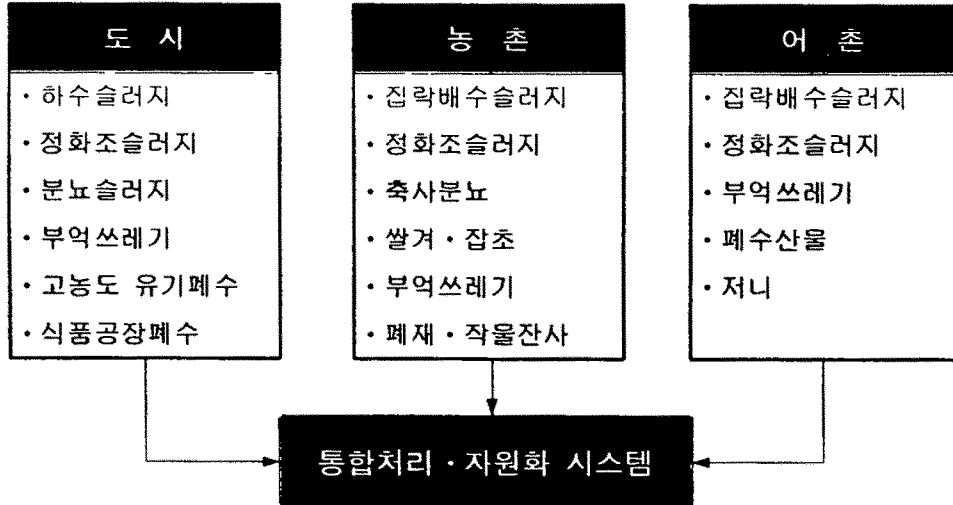 도 시
· 하수슬러지
· 정화조슬러지
· 분뇨슬러지
· 부엌쓰레기
· 고농도 유기폐수
· 식품공장폐수
농 촌
· 집락배수슬러지
· 정화조슬러지
· 축사분뇨
· 쌀겨 · 잡초
· 부엌쓰레기
· 폐재 · 작물잔사
어 촌
· 집락배수슬러지
· 정화조슬러지
· 부억쓰레기
· 폐수산물
· 저니
통합처리 · 자원화 시스템